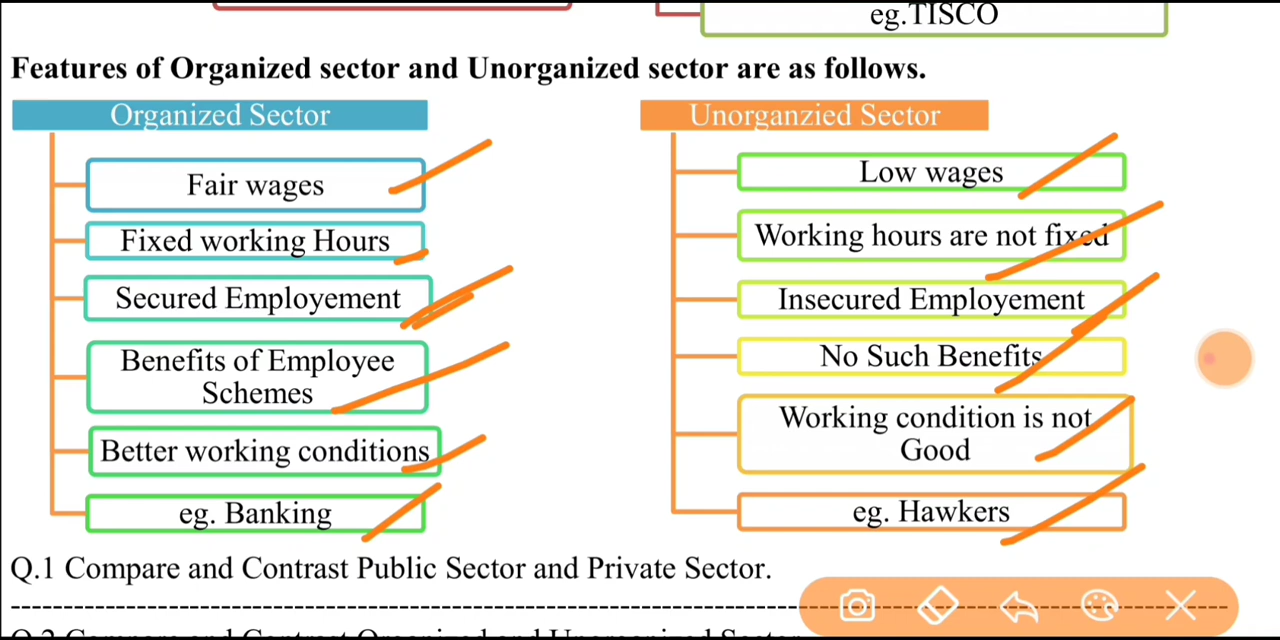 eg.TISCO
Features of Organized sector and Unorganized sector are as follows.
Organized Sector
Fair wages
Fixed working Hours
Secured Employement
Benefits of Employee
Schemes
Better working conditions
eg. Banking
Unorganzied Sector
Low wages
Working hours are not fixed
Insecured Employement
No Such Benefits
Working condition is not
Good
eg. Hawkers
Q.1 Compare and Contrast Public Sector and Private Sector.